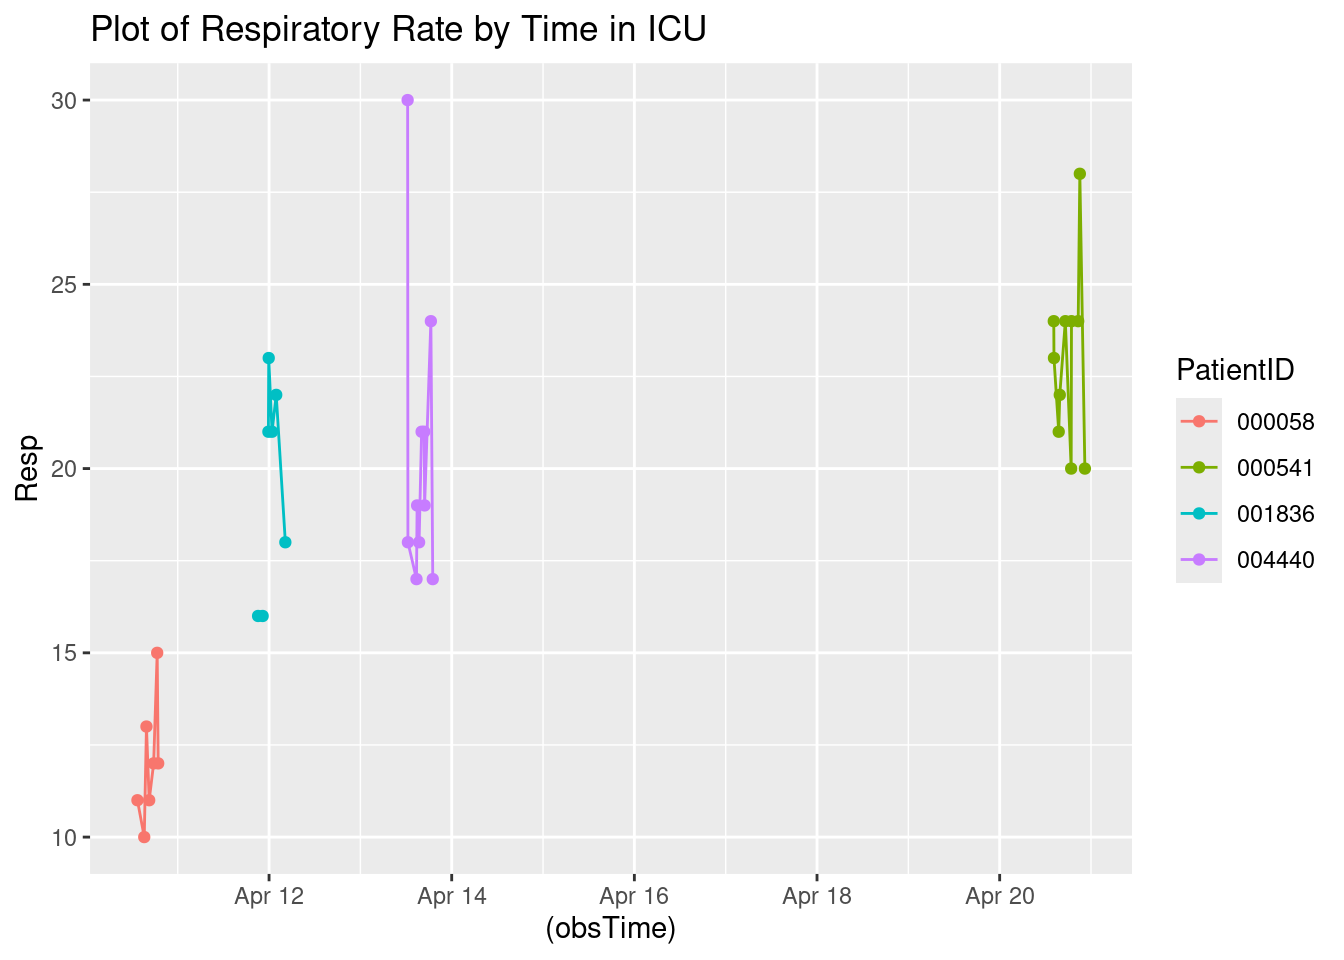 Plot of Respiratory Rate by Time in ICU
30
25
20
15
10
Resp
Apr 12
Apr 14
Apr 16
Apr 18
Apr 20
(obsTime)
PatientID
000058
000541
001836
004440